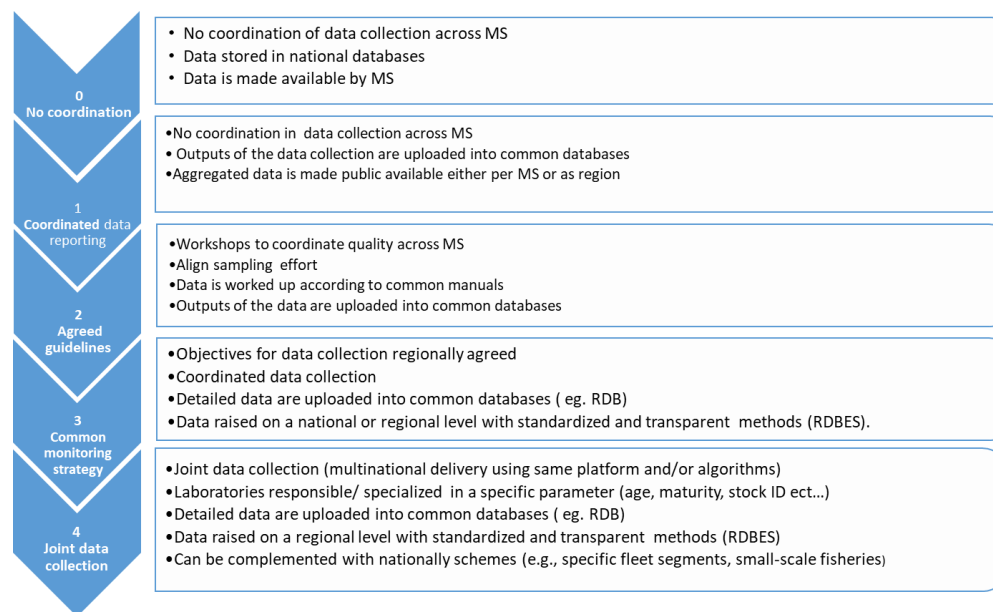 0
No coordination
• No coordination of data collection across MS
• Data stored in national databases
• Data is made available by MS
1
Coordinated data
reporting
•No coordination in data collection across MS
• Outputs of the data collection are uploaded into common databases
•Aggregated data is made public available either per MS or as region
2
Agreed
guidelines
•Workshops to coordinate quality across MS
•Align sampling effort
•Data is worked up according to common manuals
•Outputs of the data are uploaded into common databases
3
Common
monitoring
strategy
•Objectives for data collection regionally agreed
•Coordinated data collection
•Detailed data are uploaded into common databases ( eg. RDB)
•Data raised on a national or regional level with standardized and transparent methods (RDBES).
4
Joint data
collection
•Joint data collection (multinational delivery using same platform and/or algorithms)
•Laboratories responsible/ specialized in a specific parameter (age, maturity, stock ID ect...)
•Detailed data are uploaded into common databases ( eg. RDB)
•Data raised on a regional level with standardized and transparent methods (RDBES)
•Can be complemented with nationally schemes (e.g., specific fleet segments, small-scale fisheries)